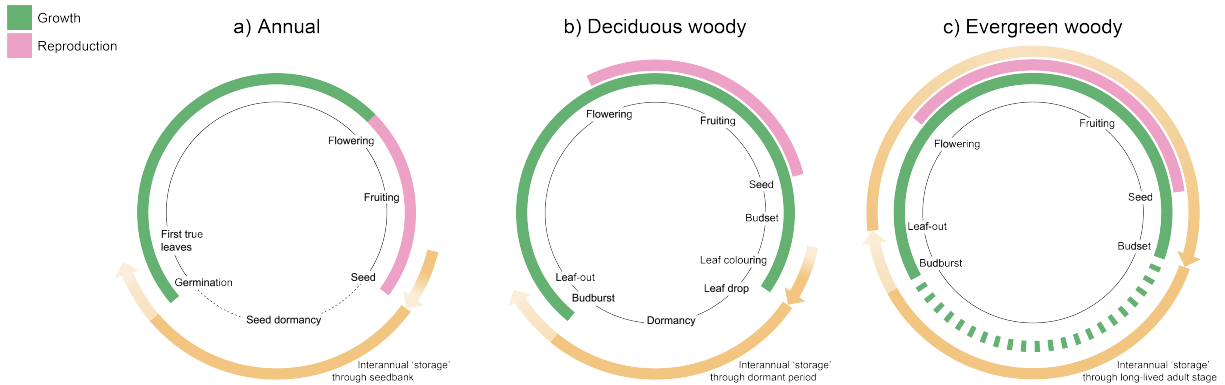 Growth
Reproduction
a) Annual
Flowering
Fruiting
First true
leaves
Germination
Seed
Seed dormancy
Interannual ‘storage’
through seedbank
b) Deciduous woody
Flowering
Fruiting
Seed
Budset
Leaf colouring
Leaf-out
Leaf drop
Budburst
Dormancy
Interannual ‘storage’
through dormant period
c) Evergreen woody
Fruiting
Flowering
Seed
Leaf-out
Budset
Budburst
Interannual ‘storage’
through long-lived adult stage